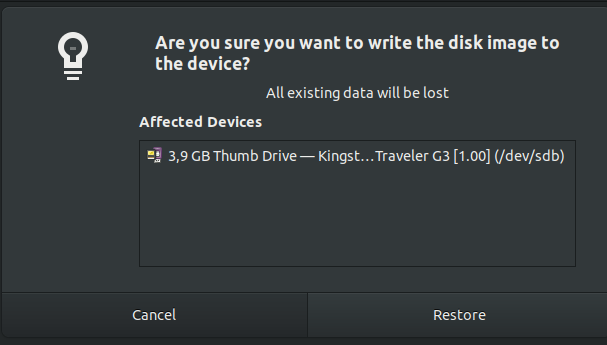 Are you sure you want to write the disk image to
the device?
All existing data will be lost
Affected Devices
3,9 GB Thumb Drive — Kingst…Traveler G3 [1.00] (/dev/sdb)
Cancel
Restore